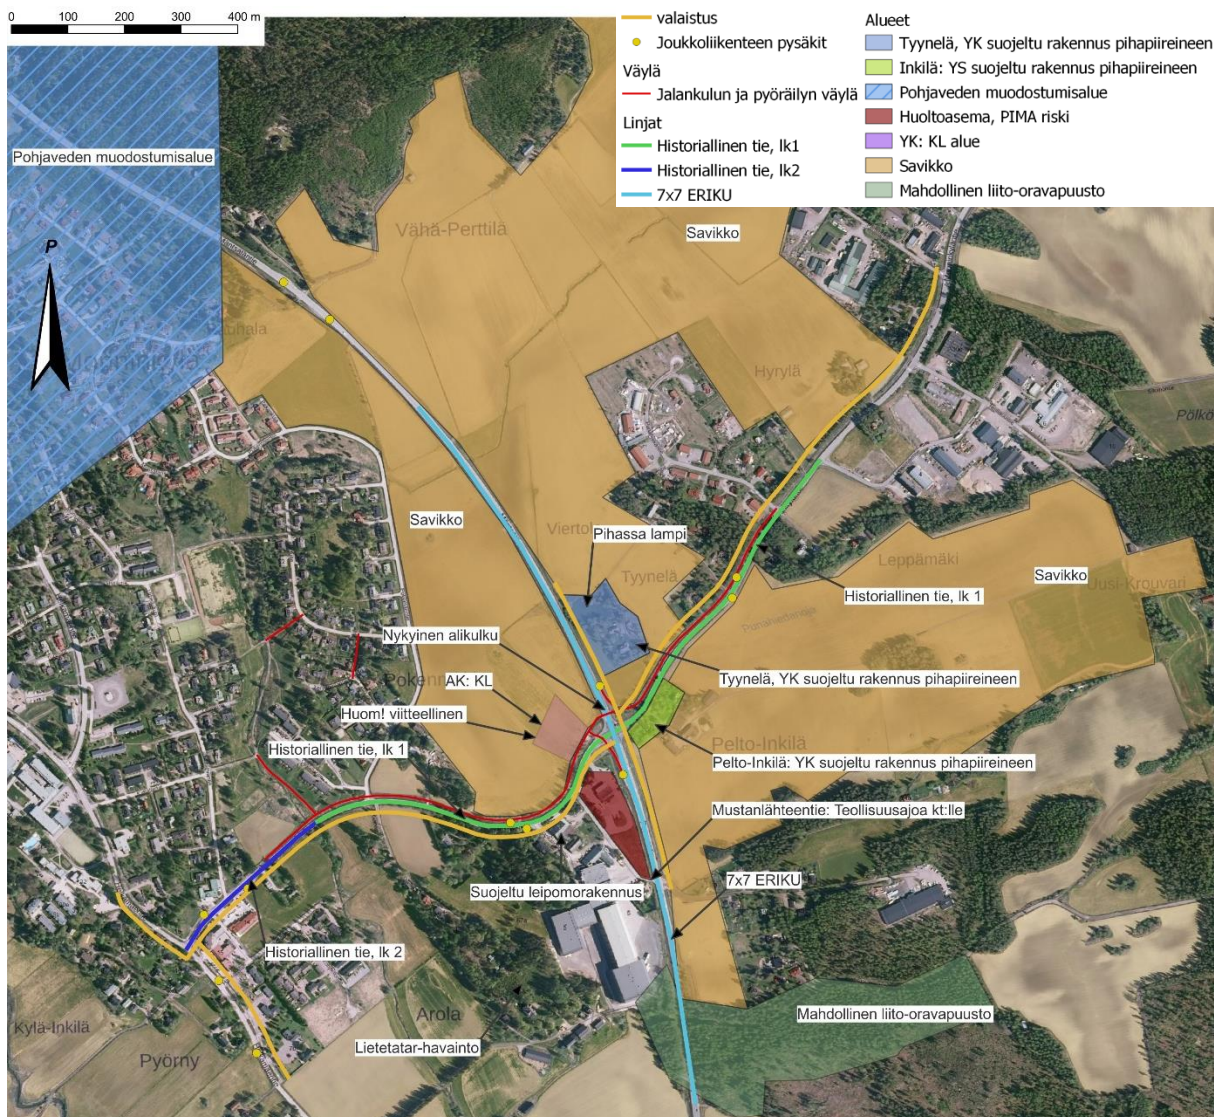 0 100 200 300 400 m
valaistus
Joukkoliikenteen pysäkit
Väylä
Jalankulun ja pyöräilyn väylä
Linjat
Historiallinen tie, lk1
Historiallinen tie, lk2
7x7 ERIKU
Alueet
Tyynelä, YK suojeltu rakennus pihapiireineen
Inkilä: YS suojeltu rakennus pihapiireineen
Pohjaveden muodostumisalue
Huoltoasema, PIMA riski
YK: KL alue
Savikko
Mahdollinen liito-oravapuusto
Pohjaveden muodostumisalue
P
Vähä-Perttilä
Savikko
Hyrylä
Pölkö
Savikko
Pihassa lampi
Tyynelä
Leppämäki
Savikko
Uusi-Krouvari
Historiallinen tie, lk 1
Punahiedanoja
Nykyinen alikulku
AK: KL
Tyynelä, YK suojeltu rakennus pihapiireineen
Huom! viitteellinen
Historiallinen tie, lk 1
Pelto-Inkilä
Pelto-Inkilä: YK suojeltu rakennus pihapiireineen
Mustanlähteentie: Teollisuusajoa kt:lle
Suojeltu leipomorakennus
7x7 ERIKU
Historiallinen tie, lk 2
Mahdollinen liito-oravapuusto
Arola
Kylä-Inkilä
Lietetatar-havainto
Pyörny